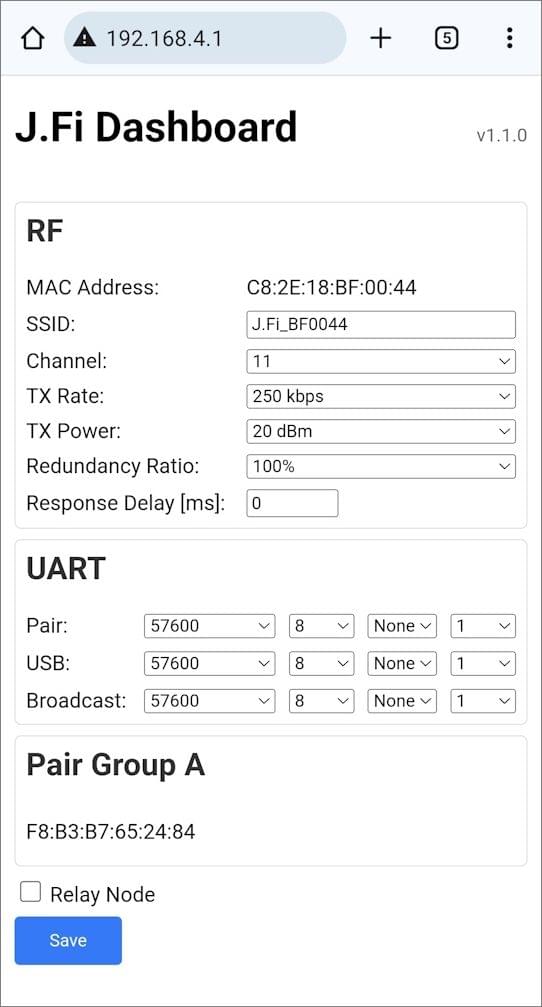 192.168.4.1 5
J.Fi Dashboard v1.1.0
RF
MAC Address: C8:2E:18:BF:00:44
SSID: J.Fi_BF0044
Channel: 11
TX Rate: 250 kbps
TX Power: 20 dBm
Redundancy Ratio: 100%
Response Delay [ms]: 0
UART
Pair: 57600 8 None 1
USB: 57600 8 None 1
Broadcast: 57600 8 None 1
Pair Group A
F8:B3:B7:65:24:84
Relay Node
Save